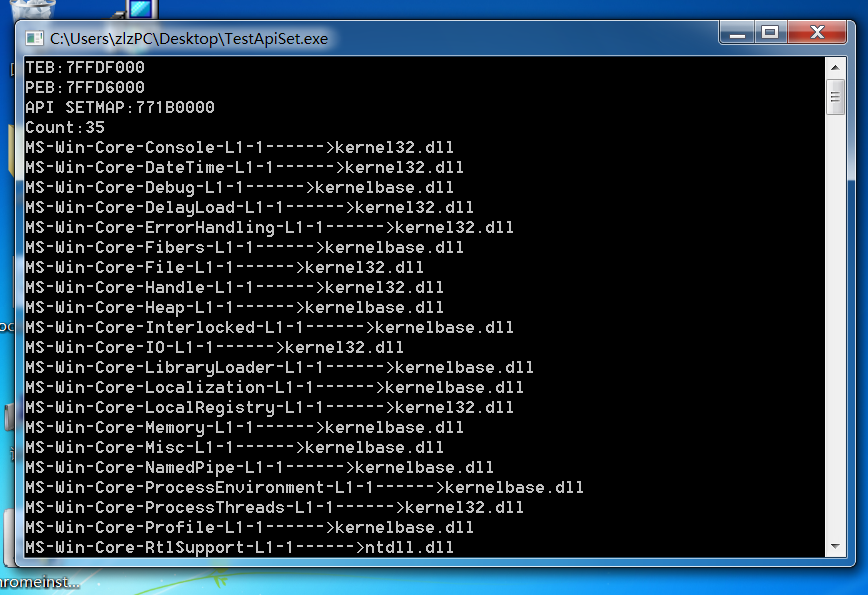 C:\Users\zlzPC\Desktop\TestApiSet.exe
TEB:7FFDF000
PEB:7FFD6000
API SETMAP:771B0000
Count:35
MS-Win-Core-Console-L1-1------>kernel32.dll
MS-Win-Core-DateTime-L1-1------>kernel32.dll
MS-Win-Core-Debug-L1-1------>kernelbase.dll
MS-Win-Core-DelayLoad-L1-1------>kernel32.dll
MS-Win-Core-ErrorHandling-L1-1------>kernel32.dll
MS-Win-Core-Fibers-L1-1------>kernelbase.dll
MS-Win-Core-File-L1-1------>kernel32.dll
MS-Win-Core-Handle-L1-1------>kernel32.dll
MS-Win-Core-Heap-L1-1------>kernelbase.dll
MS-Win-Core-Interlocked-L1-1------>kernelbase.dll
MS-Win-Core-IO-L1-1------>kernel32.dll
MS-Win-Core-LibraryLoader-L1-1------>kernelbase.dll
MS-Win-Core-Localization-L1-1------>kernelbase.dll
MS-Win-Core-LocalRegistry-L1-1------>kernel32.dll
MS-Win-Core-Memory-L1-1------>kernelbase.dll
MS-Win-Core-Misc-L1-1------>kernelbase.dll
MS-Win-Core-NamedPipe-L1-1------>kernelbase.dll
MS-Win-Core-ProcessEnvironment-L1-1------>kernelbase.dll
MS-Win-Core-ProcessThreads-L1-1------>kernel32.dll
MS-Win-Core-Profile-L1-1------>kernelbase.dll
MS-Win-Core-RtlSupport-L1-1------>ntdll.dll
hromeinst...